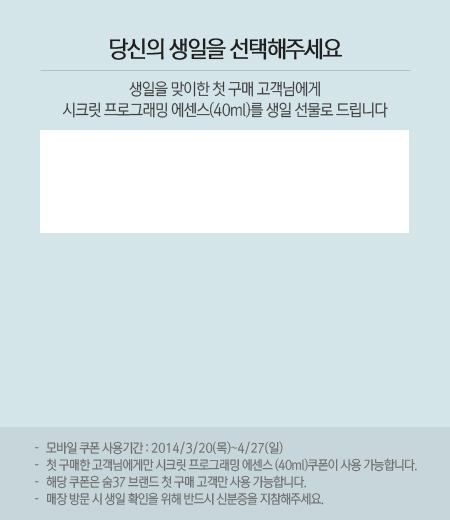 당신의 생일을 선택해주세요
생일을 맞이한 첫 구매 고객님에게
시크릿 프로그래밍 에센스(40ml)를 생일 선물로 드립니다
- 모바일 쿠폰 사용기간 : 2014/3/20(목)~4/27(일)
- 첫 구매한 고객님에게만 시크릿 프로그래밍 에센스 (40ml)쿠폰이 사용 가능합니다.
- 해당 쿠폰은 숨37 브랜드 첫 구매 고객만 사용 가능합니다.
- 매장 방문 시 생일 확인을 위해 반드시 신분증을 지참해주세요.